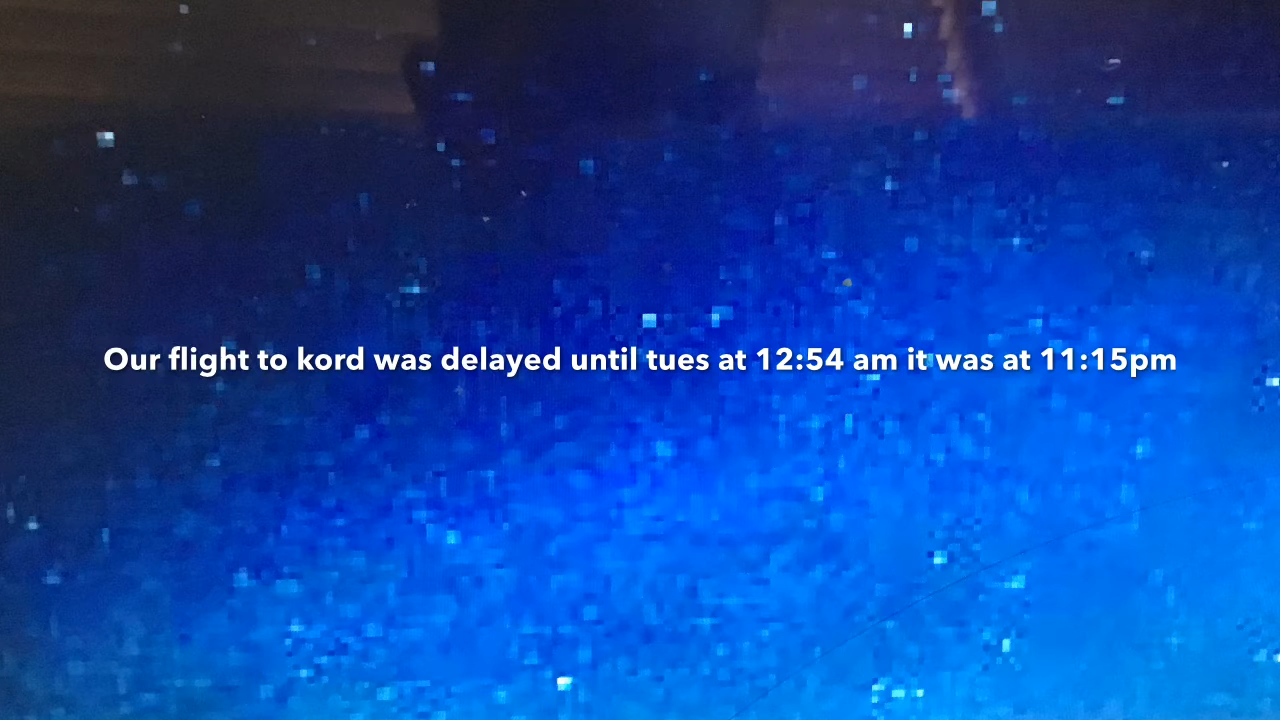 Our flight to kord was delayed until tues at 12:54 am it was at 11:15pm